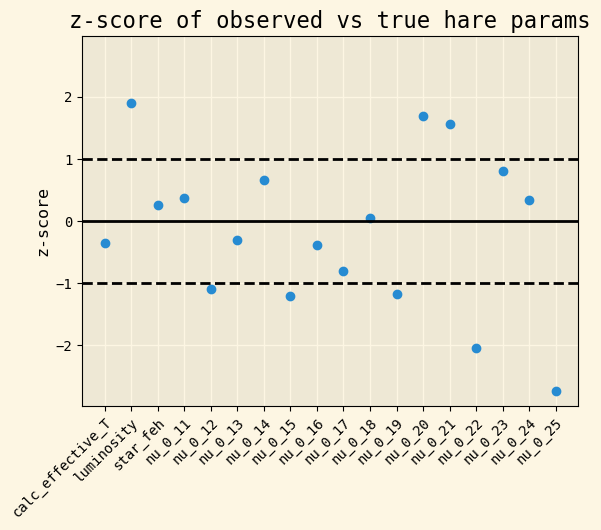 z-score of observed vs true hare params
z-score
2
1
0
−1
−2
calc_effective_T
luminosity
star_feh
nu_0_11
nu_0_12
nu_0_13
nu_0_14
nu_0_15
nu_0_16
nu_0_17
nu_0_18
nu_0_19
nu_0_20
nu_0_21
nu_0_22
nu_0_23
nu_0_24
nu_0_25